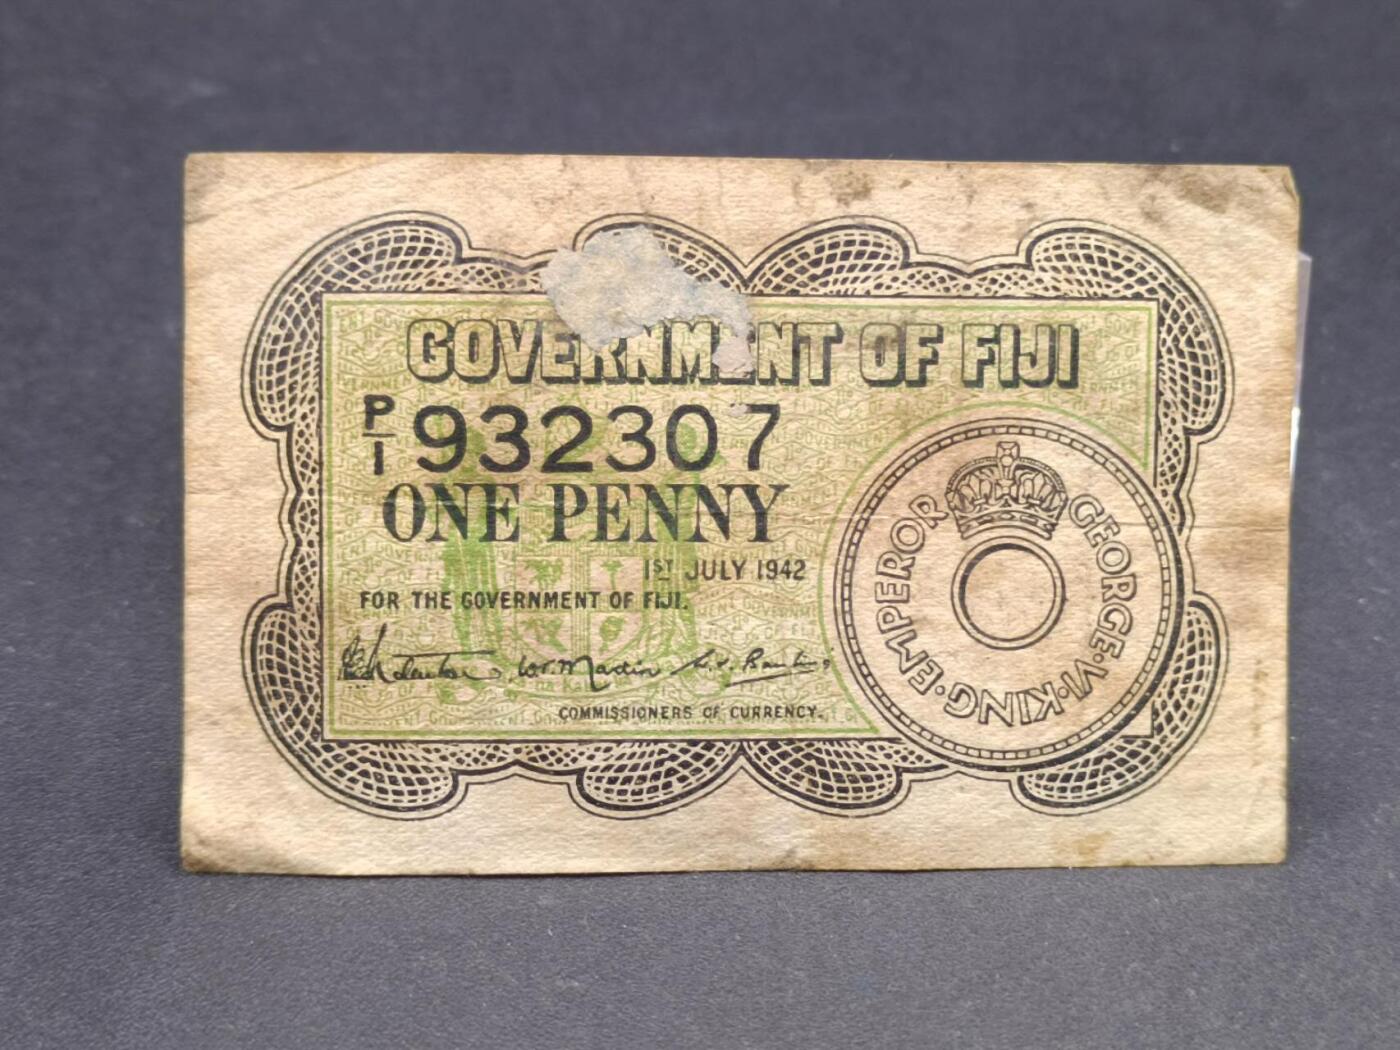 GOVERNMENT OF FIJI
P/1 932307
ONE PENNY
1ST JULY 1942
FOR THE GOVERNMENT OF FIJI.
COMMISSIONERS OF CURRENCY.
GEORGE·VI·KING·EMPEROR